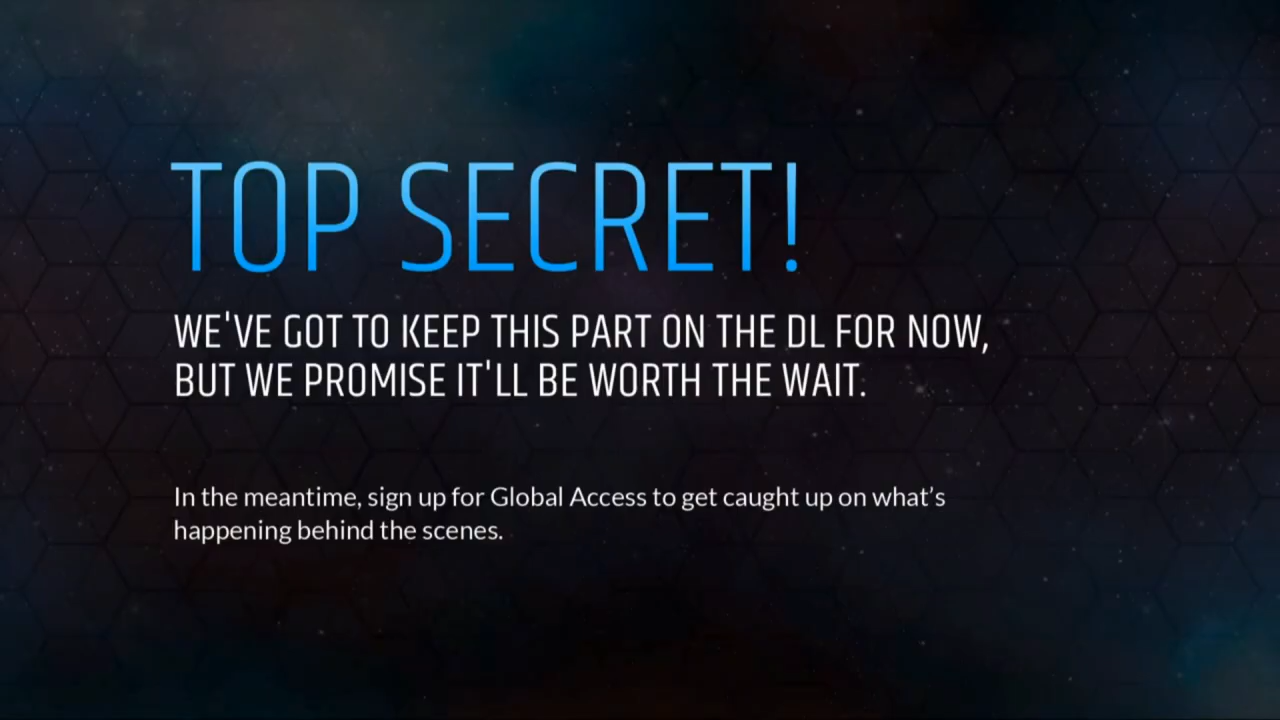 TOP SECRET!
WE'VE GOT TO KEEP THIS PART ON THE DL FOR NOW,
BUT WE PROMISE IT'LL BE WORTH THE WAIT.
In the meantime, sign up for Global Access to get caught up on what’s
happening behind the scenes.